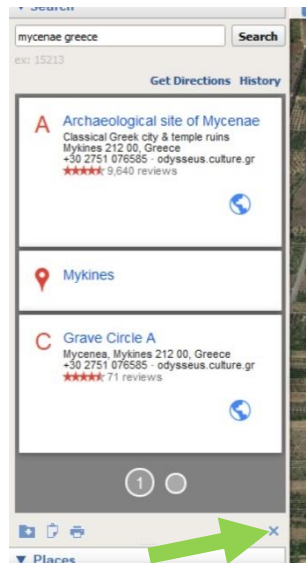 Search
mycenae greece
Search
ex: 15213
Get Directions History
A
Archaeological site of Mycenae
Classical Greek city & temple ruins
Mykines 212 00, Greece
+30 2751 076585 - odysseus.culture.gr
9,640 reviews
Mykines
C
Grave Circle A
Mycenea, Mykines 212 00, Greece
+30 2751 076585 - odysseus.culture.gr
71 reviews
1
Places